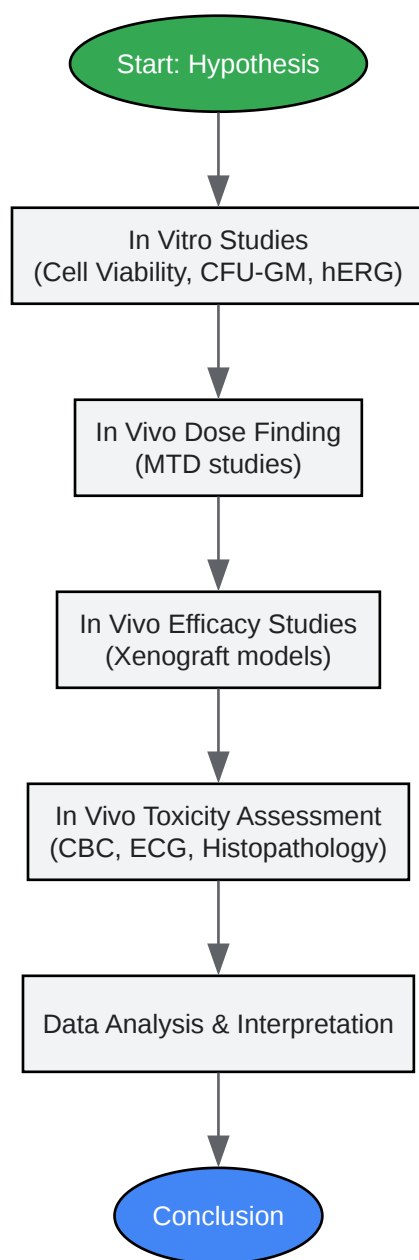 Start: Hypothesis
In Vitro Studies
(Cell Viability, CFU-GM, hERG)
In Vivo Dose Finding
(MTD studies)
In Vivo Efficacy Studies
(Xenograft models)
In Vivo Toxicity Assessment
(CBC, ECG, Histopathology)
Data Analysis & Interpretation
Conclusion